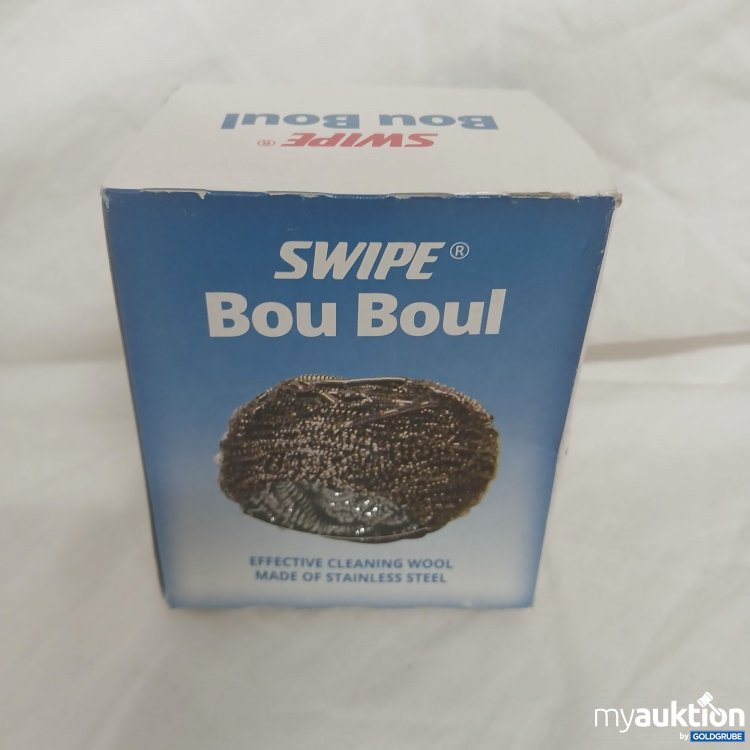 SWIPE®
Bou Boul
SWIPE®
Bou Boul
EFFECTIVE CLEANING WOOL
MADE OF STAINLESS STEEL
myauktion
by GOLDGRUBE